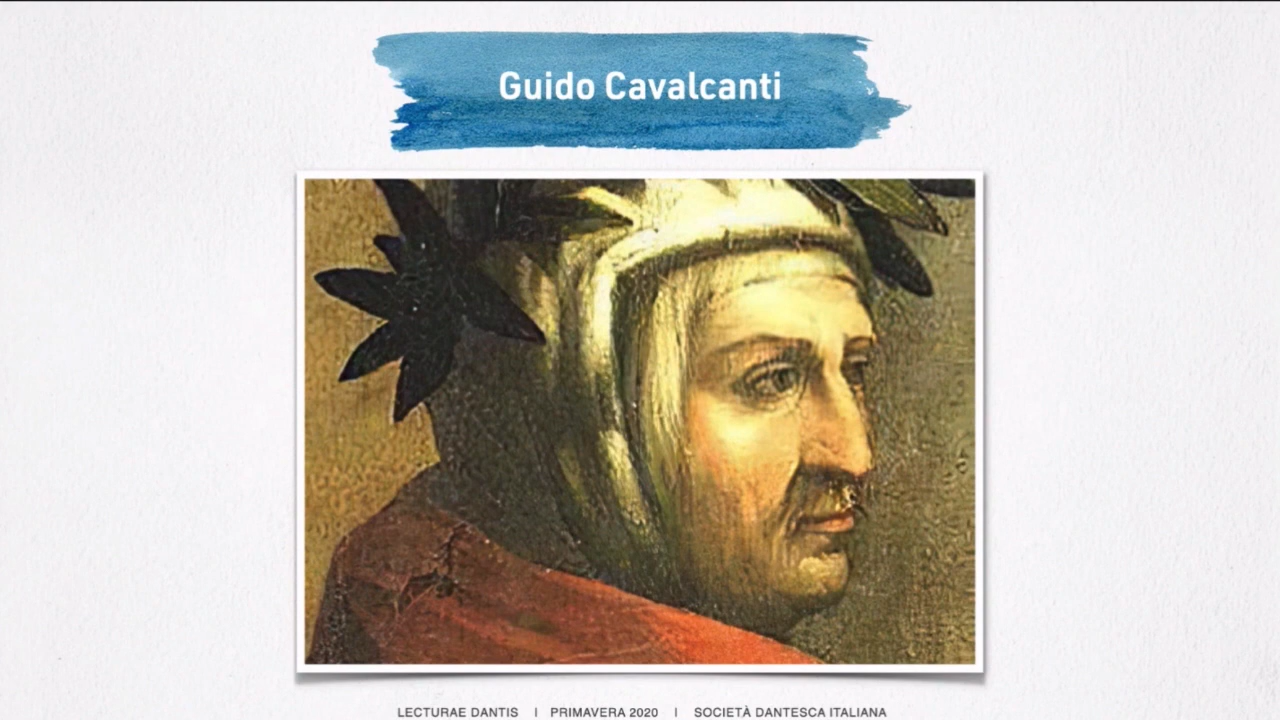 Guido Cavalcanti
LECTURAE DANTIS | PRIMAVERA 2020 | SOCIETÀ DANTESCA ITALIANA